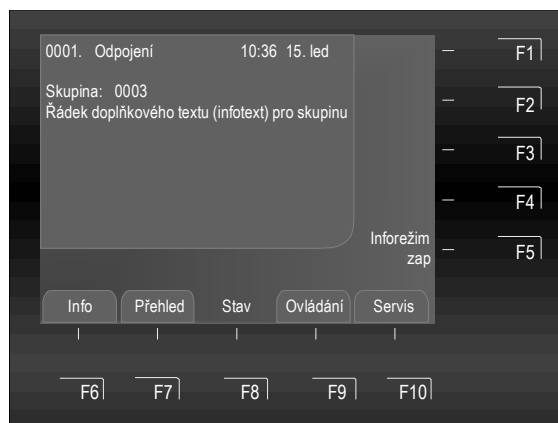 0001. Odpojení 10:36 15. led
Skupina: 0003
Řádek doplňkového textu (infotext) pro skupinu
Inforežim
zap
Info Přehled Stav Ovládání Servis
F1
F2
F3
F4
F5
F6 F7 F8 F9 F10